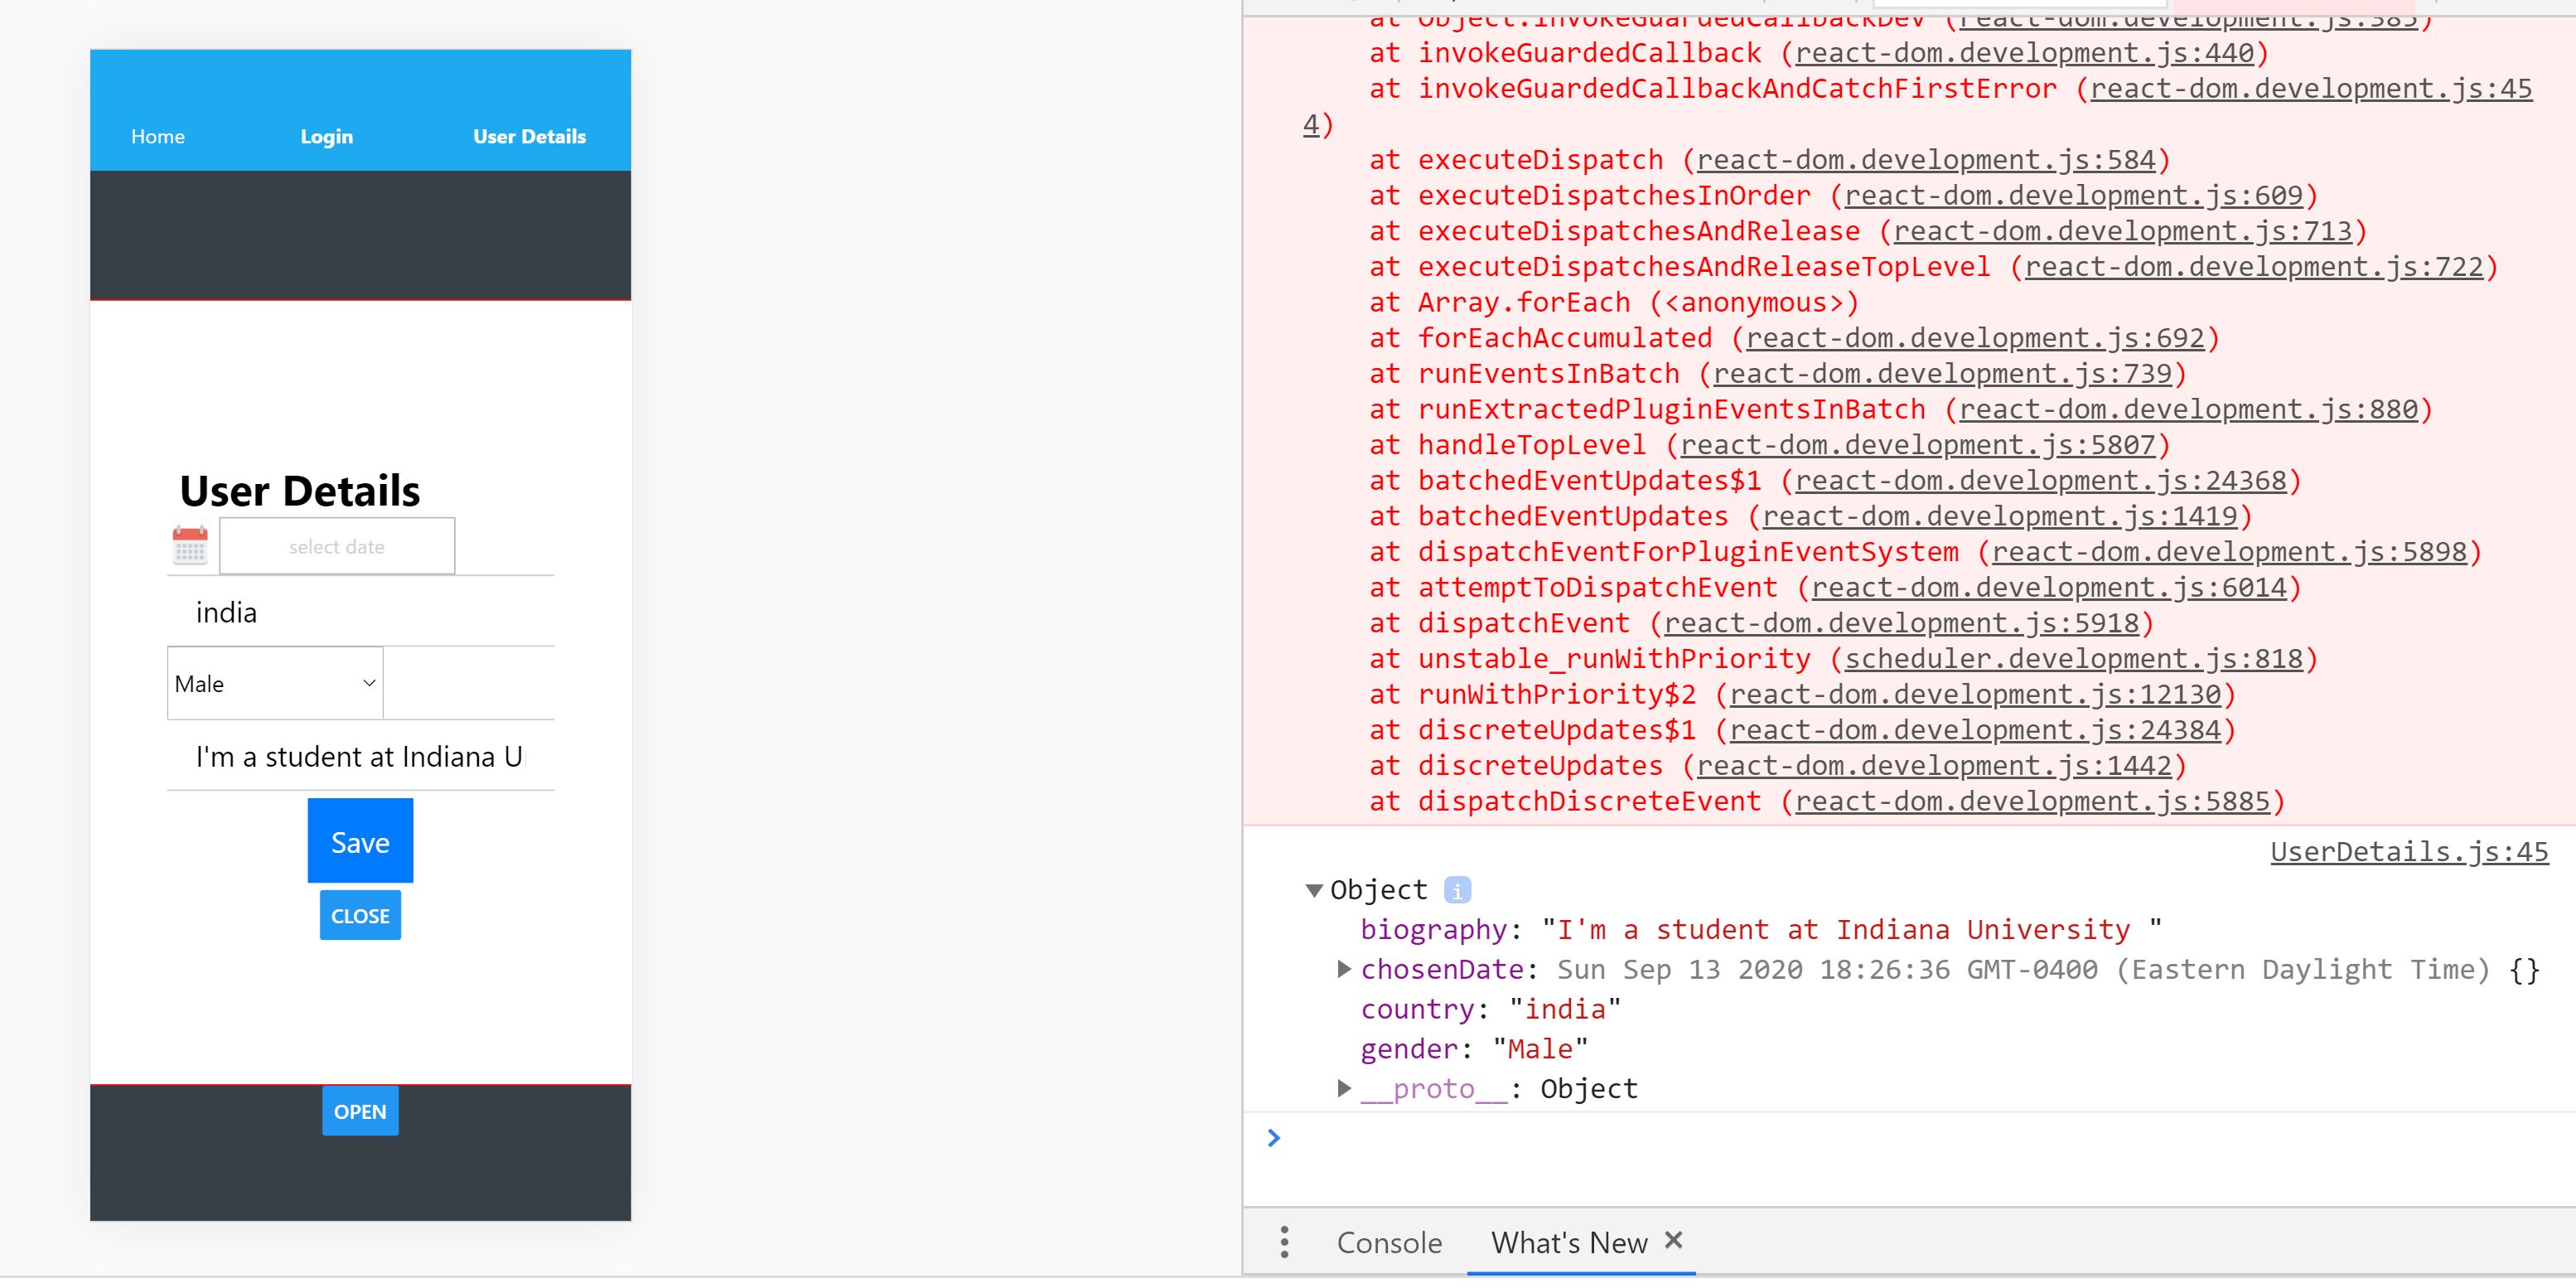 Home Login User Details
User Details
select date
india
Male
I'm a student at Indiana U
Save
CLOSE
OPEN
at Object.invokeGuardedCallbackDev (react-dom.development.js:385)
at invokeGuardedCallback (react-dom.development.js:440)
at invokeGuardedCallbackAndCatchFirstError (react-dom.development.js:45
4)
at executeDispatch (react-dom.development.js:584)
at executeDispatchesInOrder (react-dom.development.js:609)
at executeDispatchesAndRelease (react-dom.development.js:713)
at executeDispatchesAndReleaseTopLevel (react-dom.development.js:722)
at Array.forEach (<anonymous>)
at forEachAccumulated (react-dom.development.js:692)
at runEventsInBatch (react-dom.development.js:739)
at runExtractedPluginEventsInBatch (react-dom.development.js:880)
at handleTopLevel (react-dom.development.js:5807)
at batchedEventUpdates$1 (react-dom.development.js:24368)
at batchedEventUpdates (react-dom.development.js:1419)
at dispatchEventForPluginEventSystem (react-dom.development.js:5898)
at attemptToDispatchEvent (react-dom.development.js:6014)
at dispatchEvent (react-dom.development.js:5918)
at unstable_runWithPriority (scheduler.development.js:818)
at runWithPriority$2 (react-dom.development.js:12130)
at discreteUpdates$1 (react-dom.development.js:24384)
at discreteUpdates (react-dom.development.js:1442)
at dispatchDiscreteEvent (react-dom.development.js:5885)
UserDetails.js:45
Object i
biography: "I'm a student at Indiana University "
chosenDate: Sun Sep 13 2020 18:26:36 GMT-0400 (Eastern Daylight Time) {}
country: "india"
gender: "Male"
__proto__: Object
Console What's New